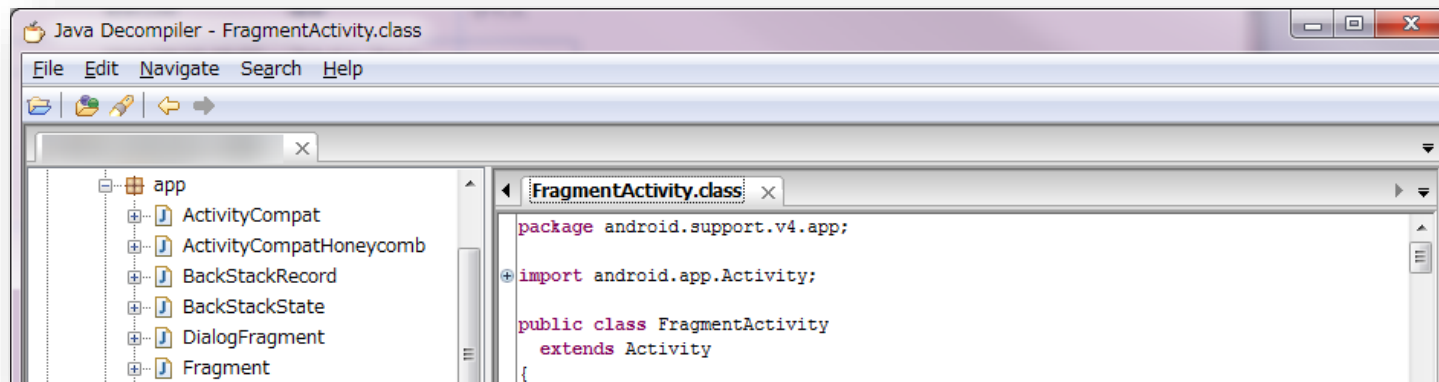 Java Decompiler - FragmentActivity.class
File Edit Navigate Search Help
app
ActivityCompat
ActivityCompatHoneycomb
BackStackRecord
BackStackState
DialogFragment
Fragment
FragmentActivity.class
package android.support.v4.app;
import android.app.Activity;
public class FragmentActivity
extends Activity
{